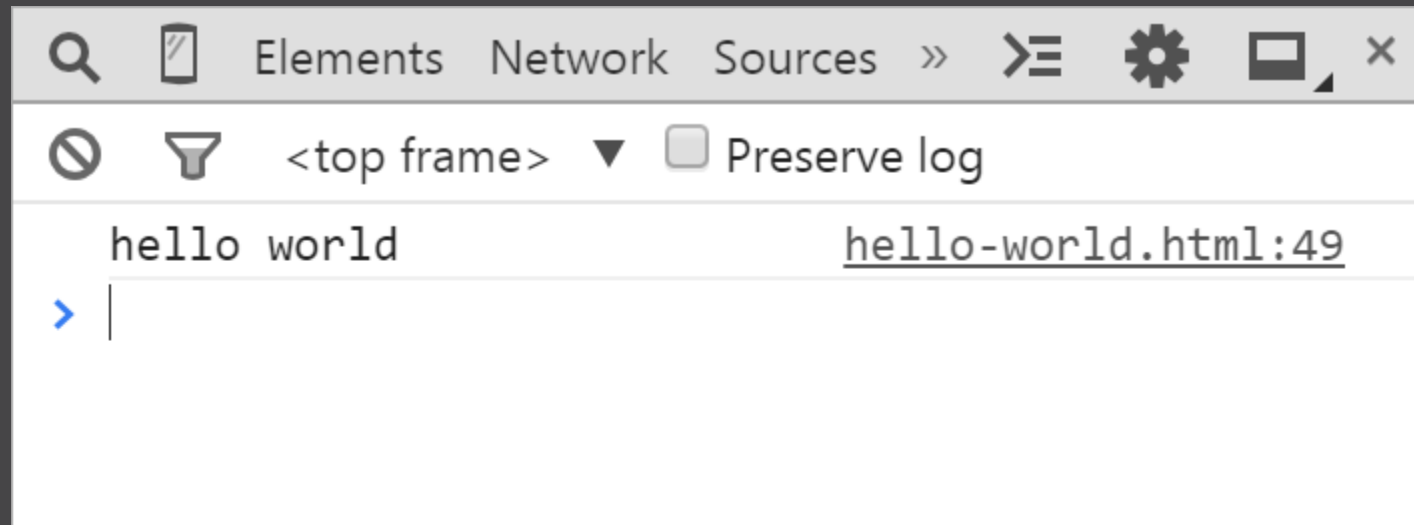 Elements Network Sources »
<top frame> ▼ Preserve log
hello world hello-world.html:49
>